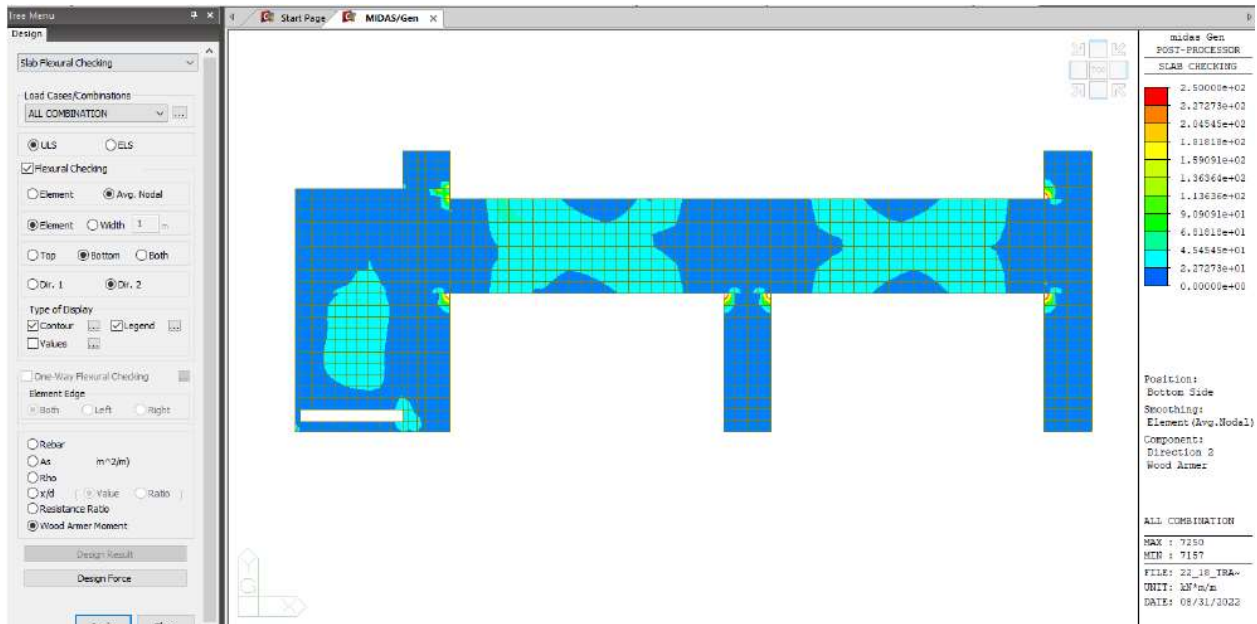 Tree Menu
Start Page
MIDAS/Gen
Design
Slab Flexural Checking
Load Cases/Combinations
ALL COMBINATION
ULS ELS
Flexural Checking
Element Avg. Nodal
Element Width 1 m
Top Bottom Both
Dir. 1 Dir. 2
Type of Display
Contour Legend
Values
One-Way Flexural Checking
Element Edge
Both Left Right
Rebar
As m^2/m)
Rho
x/d ( Value Ratio )
Resistance Ratio
Wood Armer Moment
Design Result
Design Force
TOP
Y
X
midas Gen
POST-PROCESSOR
SLAB CHECKING
2.50000e+02
2.27273e+02
2.04545e+02
1.81818e+02
1.59091e+02
1.36364e+02
1.13636e+02
9.09091e+01
6.81818e+01
4.54545e+01
2.27273e+01
0.00000e+00
Position:
Bottom Side
Smoothing:
Element(Avg.Nodal)
Component:
Direction 2
Wood Armer
ALL COMBINATION
MAX : 7250
MIN : 7157
FILE: 22_18_TRA~
UNIT: kN*m/m
DATE: 08/31/2022